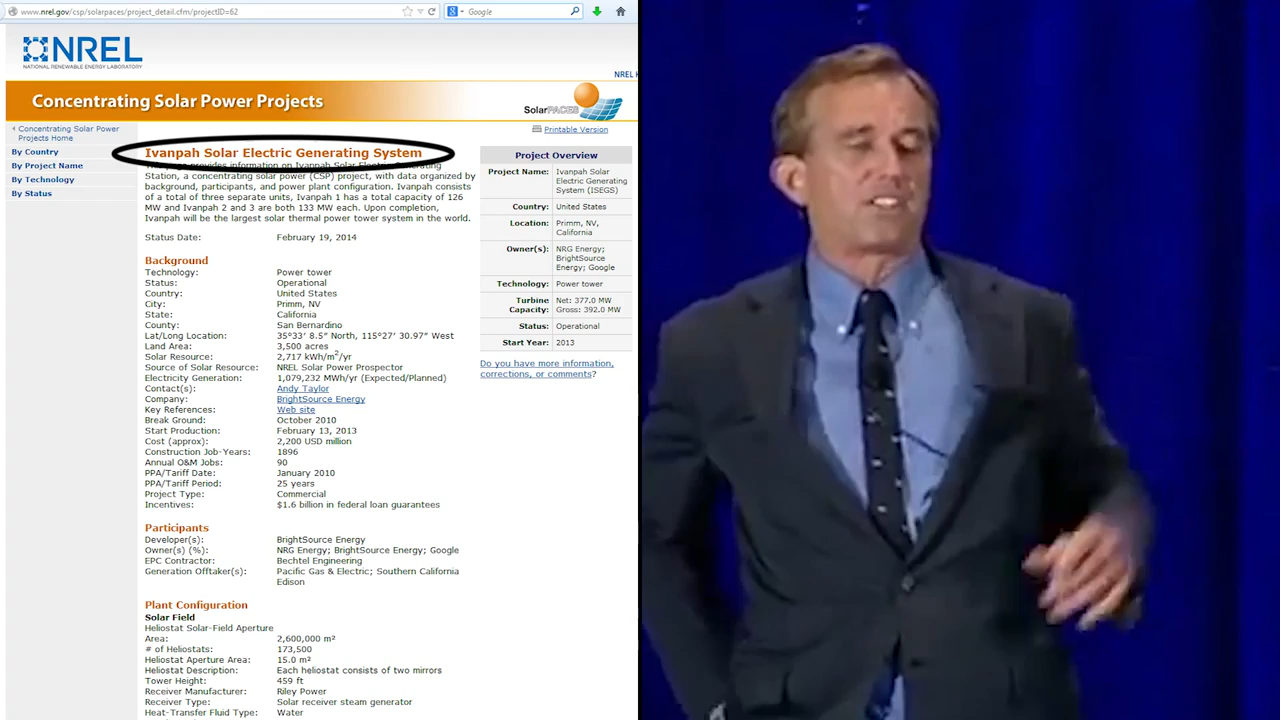 www.nrel.gov/csp/solarpaces/project_detail.cfm/projectID=62
Google
NREL
NATIONAL RENEWABLE ENERGY LABORATORY
NREL
Concentrating Solar Power Projects
SolarPACES
Concentrating Solar Power
Projects Home
By Country
By Project Name
By Technology
By Status
Printable Version
Ivanpah Solar Electric Generating System
provides information on Ivanpah Solar Electric Generating
Station, a concentrating solar power (CSP) project, with data organized by
background, participants, and power plant configuration. Ivanpah consists
of a total of three separate units, Ivanpah 1 has a total capacity of 126
MW and Ivanpah 2 and 3 are both 133 MW each. Upon completion,
Ivanpah will be the largest solar thermal power tower system in the world.
Status Date: February 19, 2014
Background
Technology: Power tower
Status: Operational
Country: United States
City: Primm, NV
State: California
County: San Bernardino
Lat/Long Location: 35°33′ 8.5″ North, 115°27′ 30.97″ West
Land Area: 3,500 acres
Solar Resource: 2,717 kWh/m²/yr
Source of Solar Resource: NREL Solar Power Prospector
Electricity Generation: 1,079,232 MWh/yr (Expected/Planned)
Contact(s): Andy Taylor
Company: BrightSource Energy
Key References: Web site
Break Ground: October 2010
Start Production: February 13, 2013
Cost (approx): 2,200 USD million
Construction Job-Years: 1896
Annual O&M Jobs: 90
PPA/Tariff Date: January 2010
PPA/Tariff Period: 25 years
Project Type: Commercial
Incentives: $1.6 billion in federal loan guarantees
Participants
Developer(s): BrightSource Energy
Owner(s) (%): NRG Energy; BrightSource Energy; Google
EPC Contractor: Bechtel Engineering
Generation Offtaker(s): Pacific Gas & Electric; Southern California
Edison
Plant Configuration
Solar Field
Heliostat Solar-Field Aperture
Area: 2,600,000 m²
# of Heliostats: 173,500
Heliostat Aperture Area: 15.0 m²
Heliostat Description: Each heliostat consists of two mirrors
Tower Height: 459 ft
Receiver Manufacturer: Riley Power
Receiver Type: Solar receiver steam generator
Heat-Transfer Fluid Type: Water
Project Overview
Project Name: Ivanpah Solar
Electric Generating
System (ISEGS)
Country: United States
Location: Primm, NV,
California
Owner(s): NRG Energy;
BrightSource
Energy; Google
Technology: Power tower
Turbine Net: 377.0 MW
Capacity: Gross: 392.0 MW
Status: Operational
Start Year: 2013
Do you have more information,
corrections, or comments?